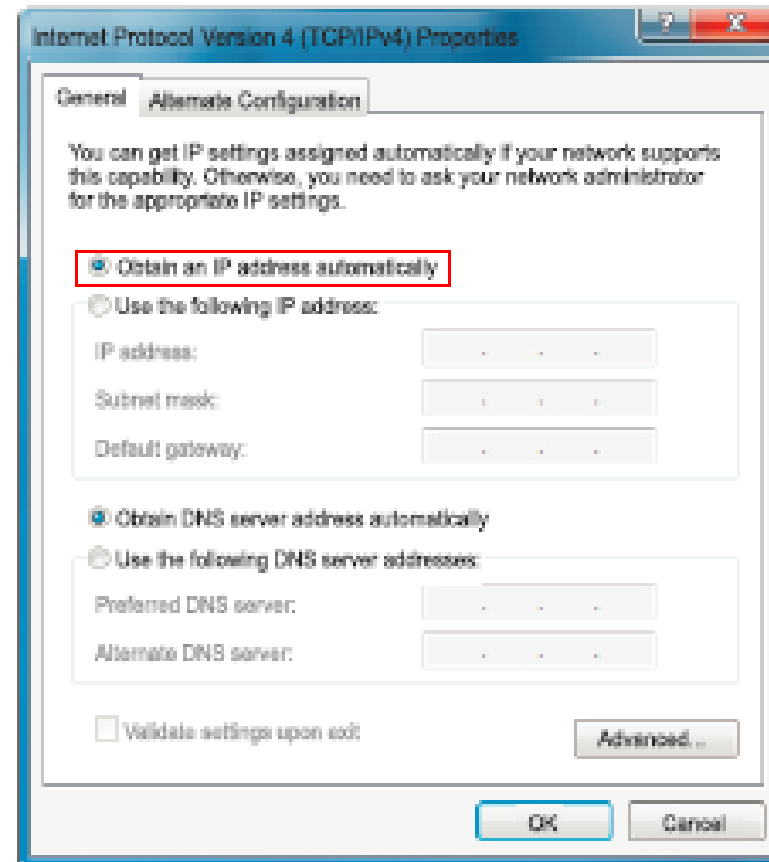 Internet Protocol Version 4 (TCP/IPv4) Properties
General
Alternate Configuration
You can get IP settings assigned automatically if your network supports
this capability. Otherwise, you need to ask your network administrator
for the appropriate IP settings.
Obtain an IP address automatically
Use the following IP address:
IP address:
Subnet mask:
Default gateway:
Obtain DNS server address automatically
Use the following DNS server addresses:
Preferred DNS server:
Alternate DNS server:
Validate settings upon exit
Advanced...
OK
Cancel